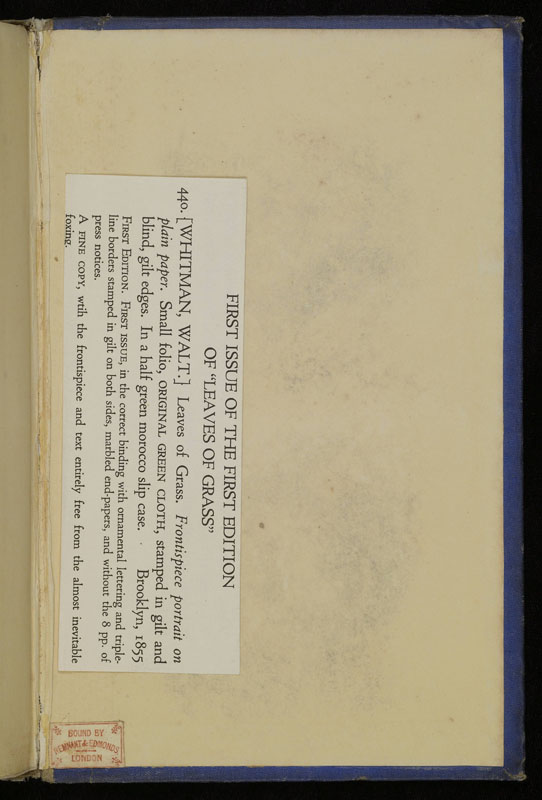 FIRST ISSUE OF THE FIRST EDITION
OF "LEAVES OF GRASS"
440. [WHITMAN, WALT.] Leaves of Grass. Frontispiece portrait on
plain paper. Small folio, ORIGINAL GREEN CLOTH, stamped in gilt and
blind, gilt edges. In a half green morocco slip case. Brooklyn, 1855
FIRST EDITION. FIRST ISSUE, in the correct binding with ornamental lettering and triple-
line borders stamped in gilt on both sides, marbled end-papers, and without the 8 pp. of
press notices.
A FINE COPY, wtih the frontispiece and text entirely free from the almost inevitable
foxing.
BOUND BY
REMNANT & EDMONDS
LONDON